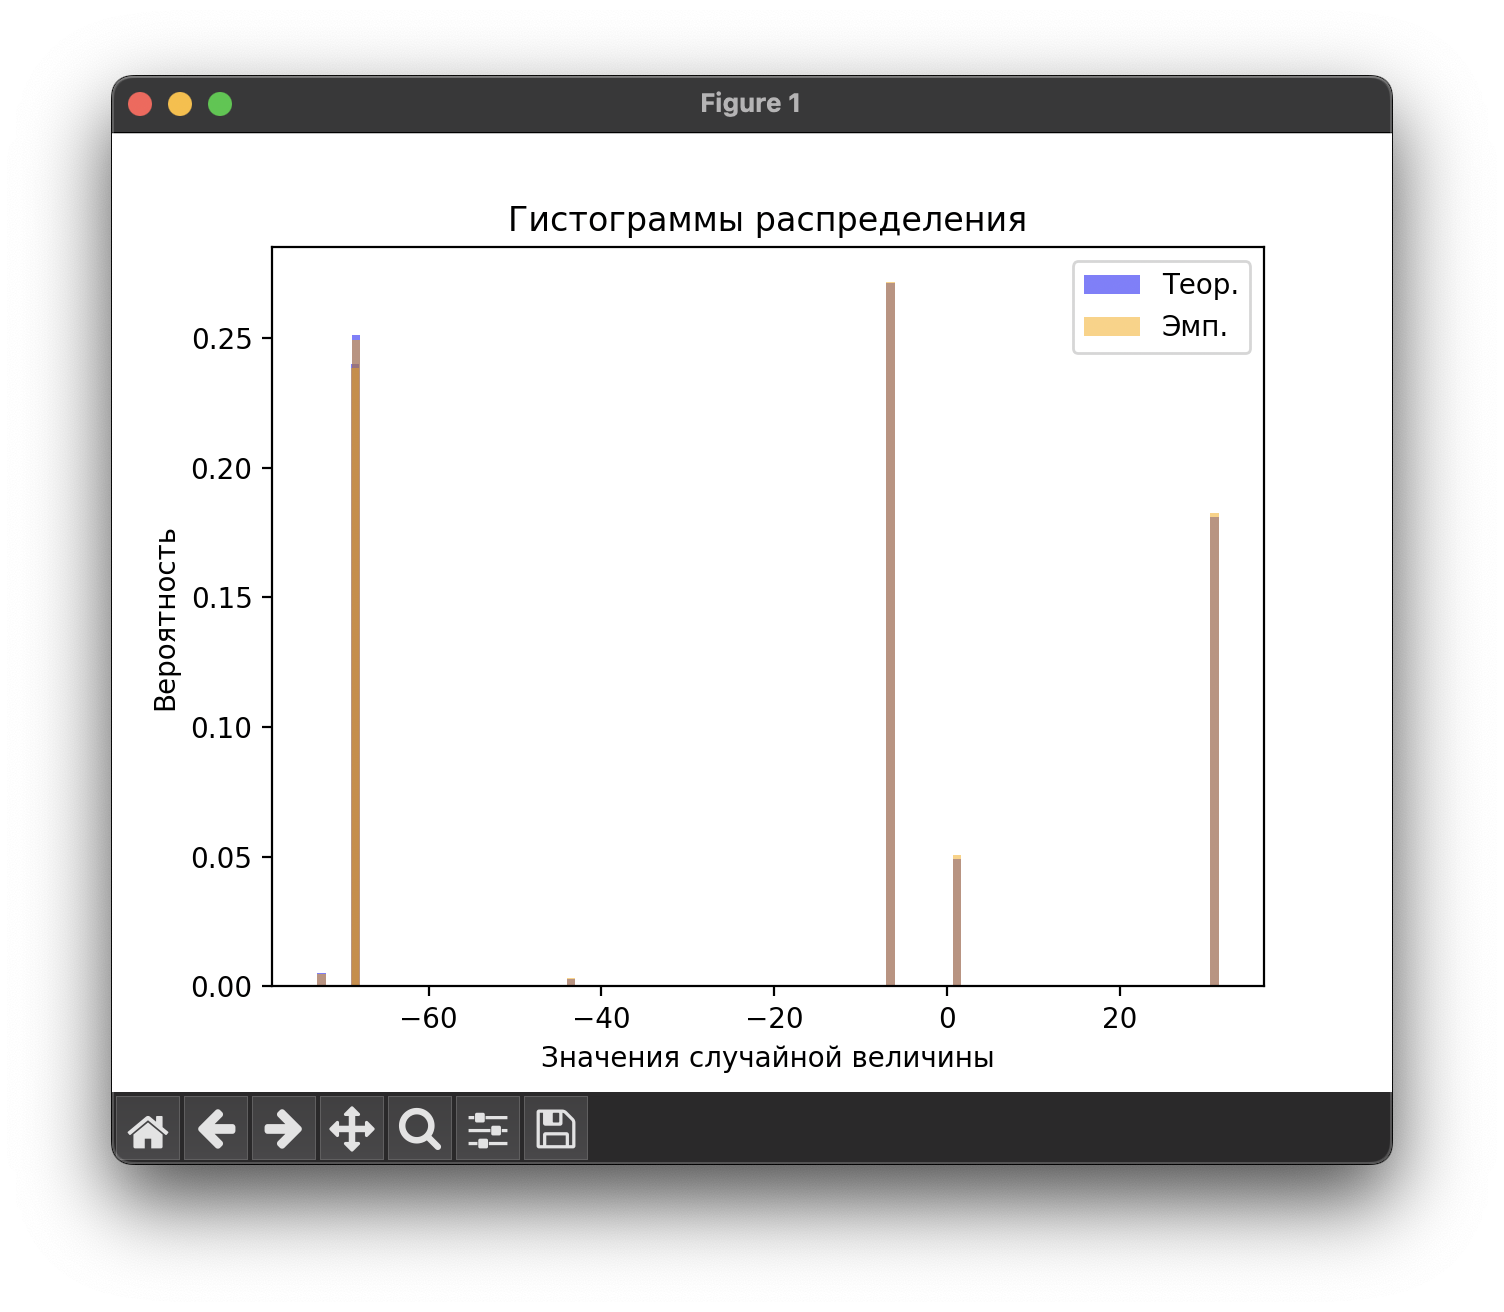 Figure 1
Гистограммы распределения
Теор.
Эмп.
0.25
0.20
0.15
0.10
0.05
0.00
Вероятность
−60 −40 −20 0 20
Значения случайной величины